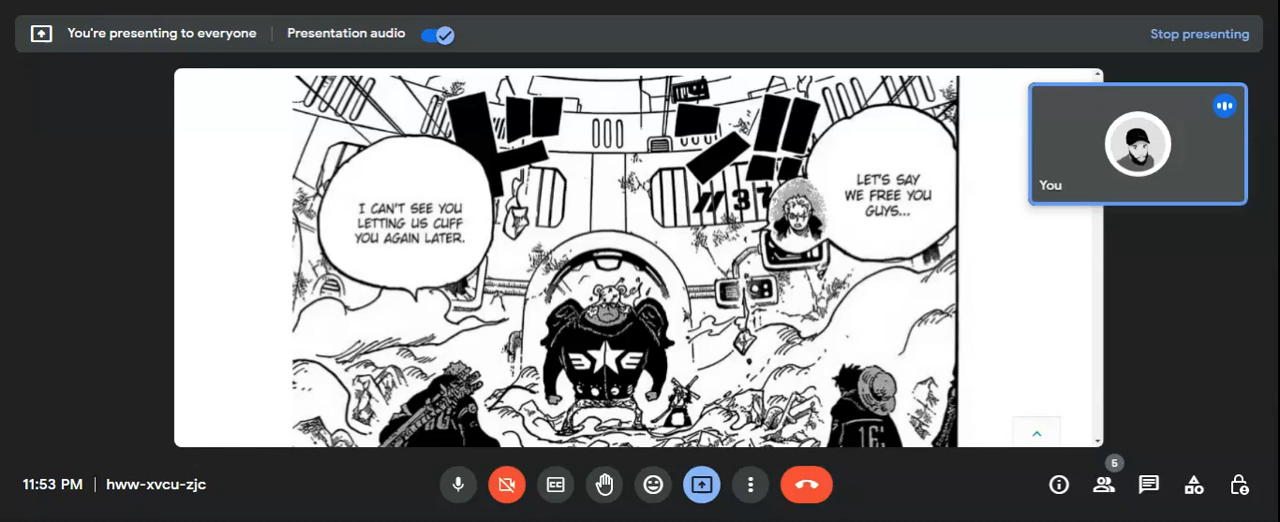 You're presenting to everyone
Presentation audio
Stop presenting
I CAN'T SEE YOU
LETTING US CUFF
YOU AGAIN LATER.
LET'S SAY
WE FREE YOU
GUYS...
You
5
11:53 PM | hww-xvcu-zjc